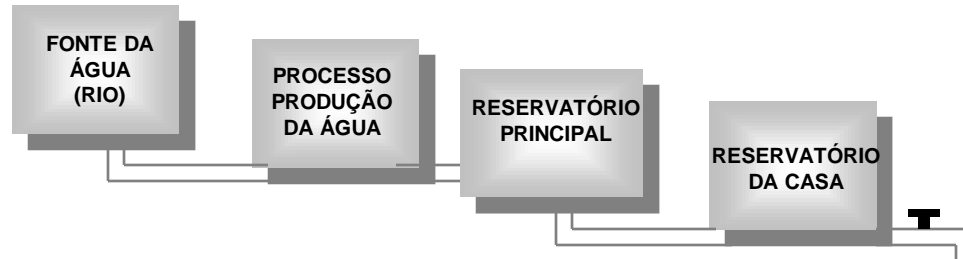 FONTE DA
ÁGUA
(RIO)
PROCESSO
PRODUÇÃO
DA ÁGUA
RESERVATÓRIO
PRINCIPAL
RESERVATÓRIO
DA CASA